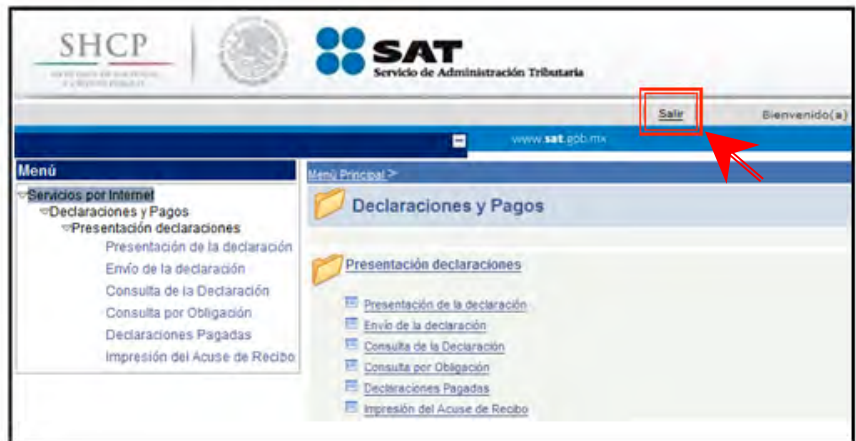 SHCP
SAT
Servicio de Administración Tributaria
Salir
Bienvenido(a)
www.sat.gob.mx
Menú
Servicios por Internet
Declaraciones y Pagos
Presentación declaraciones
Presentación de la declaración
Envío de la declaración
Consulta de la Declaración
Consulta por Obligación
Declaraciones Pagadas
Impresión del Acuse de Recibo
Menú Principal >
Declaraciones y Pagos
Presentación declaraciones
Presentación de la declaración
Envío de la declaración
Consulta de la Declaración
Consulta por Obligación
Declaraciones Pagadas
Impresión del Acuse de Recibo